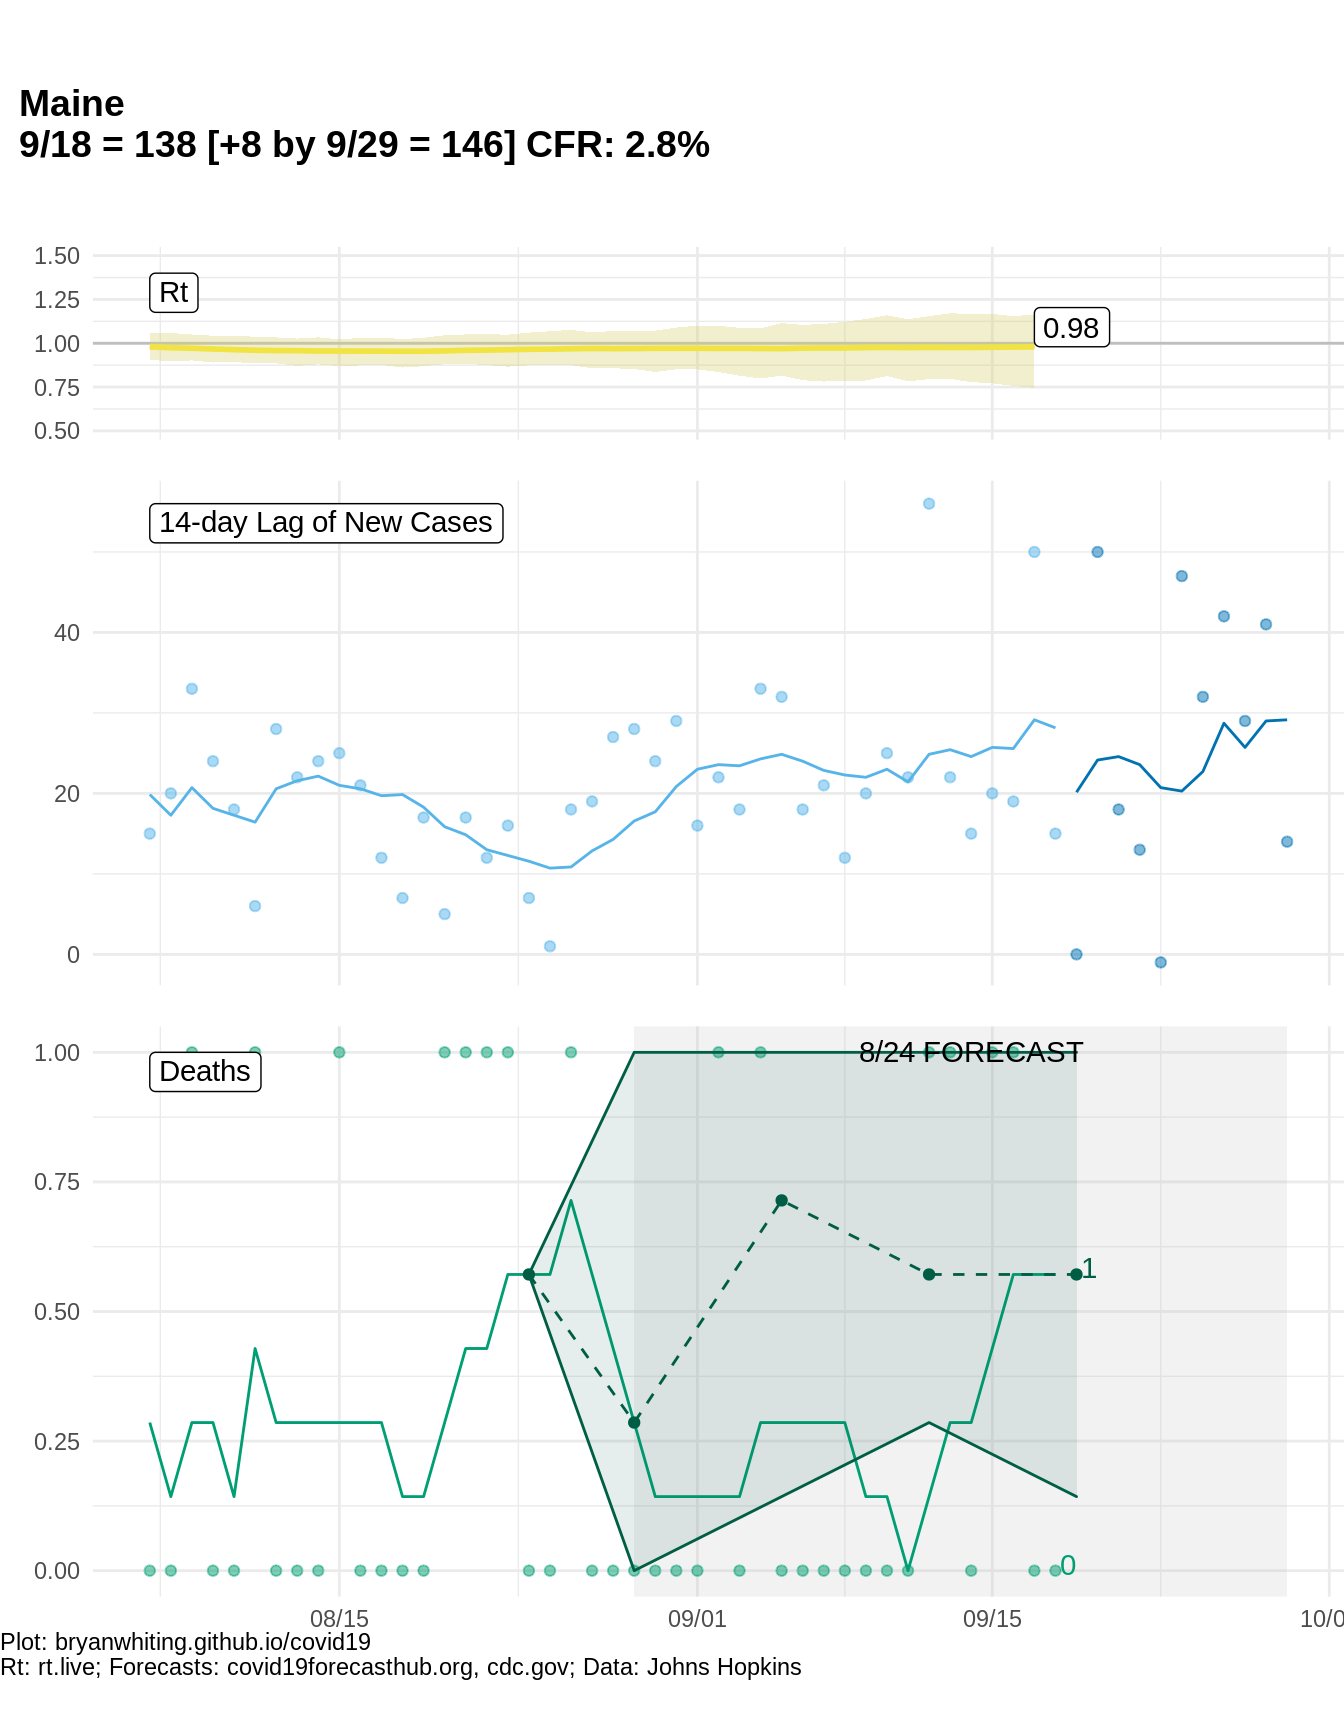 Maine
9/18 = 138 [+8 by 9/29 = 146] CFR: 2.8%
1.50
Rt
1.25
0.98
1.00
0.75
0.50
14-day Lag of New Cases
40
20
0
8/24 FORECAST
1.00
Deaths
0.75
1
0.50
0.25
0
0.00
08/15 09/01 09/15 10/0
Plot: bryanwhiting.github.io/covid19
Rt: rt.live; Forecasts: covid19forecasthub.org, cdc.gov; Data: Johns Hopkins